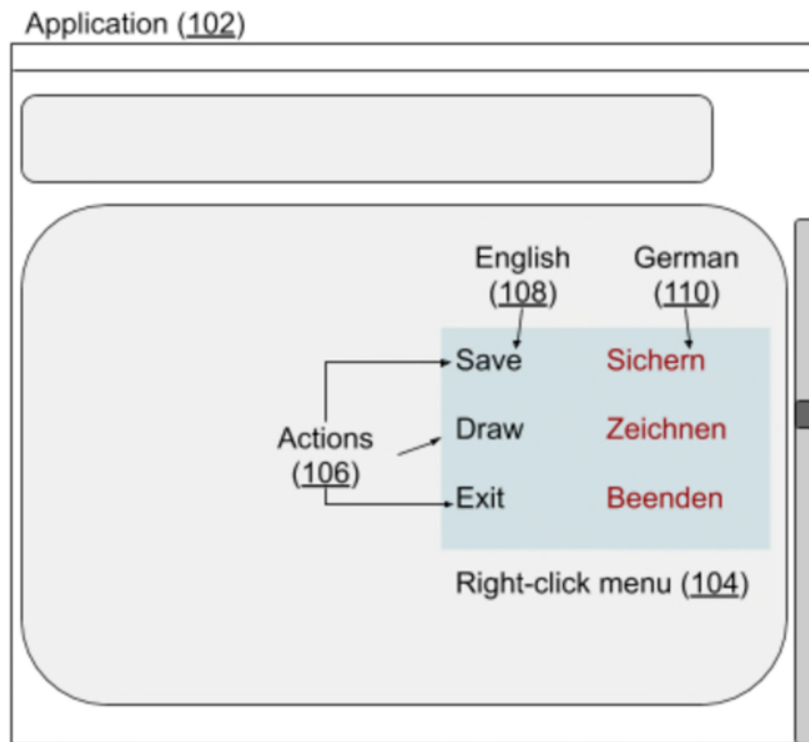 Application (102)
English German
(108) (110)
Save Sichern
Actions Draw Zeichnen
(106)
Exit Beenden
Right-click menu (104)